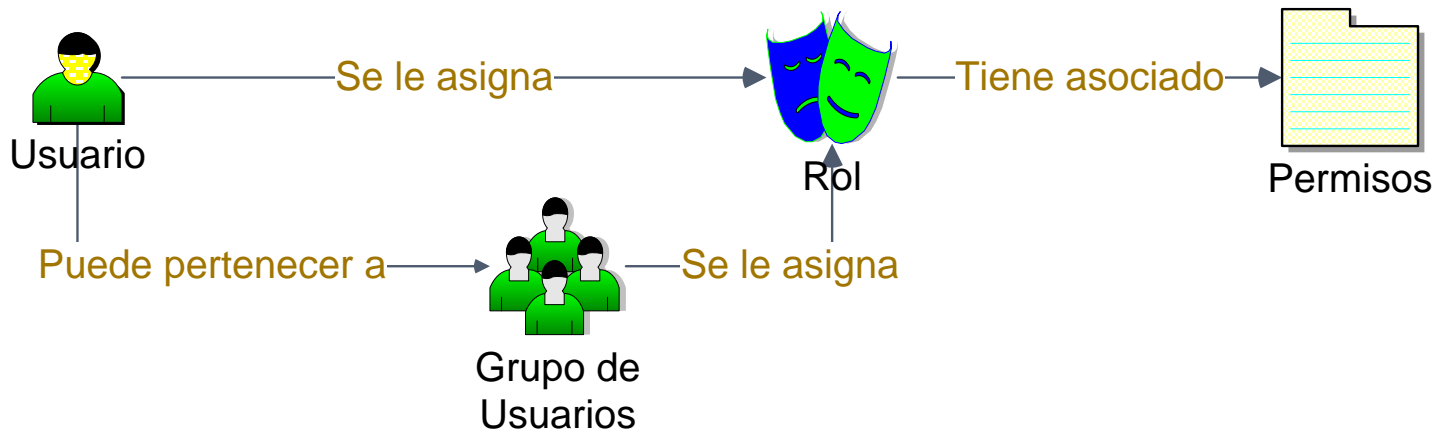 Se le asigna
Tiene asociado
Usuario
Rol
Permisos
Puede pertenecer a
Se le asigna
Grupo de
Usuarios